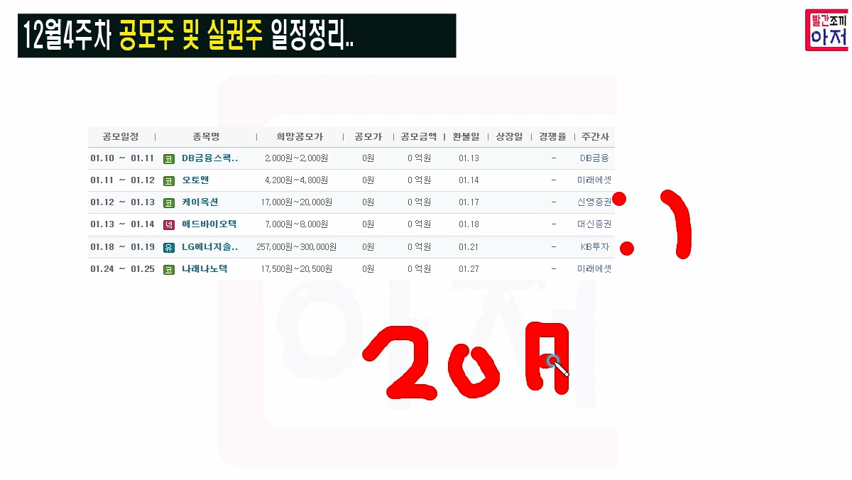 12월4주차 공모주 및 실권주 일정정리..
발간조끼
아저
공모일정 | 종목명 | 희망공모가 | 공모가 | 공모금액 | 환불일 | 상장일 | 경쟁률 | 주간사
01.10 ~ 01.11 코 DB금융스팩.. 2,000원~2,000원 0원 0 억원 01.13 - DB금융
01.11 ~ 01.12 코 오토앤 4,200원~4,800원 0원 0 억원 01.14 미래에셋
01.12 ~ 01.13 코 케이옥션 17,000원~20,000원 0원 0 억원 01.17 - 신영증권
01.13 ~ 01.14 넥 애드바이오텍 7,000원~8,000원 0원 0 억원 01.18 - 대신증권
01.18 ~ 01.19 유 LG에너지솔.. 257,000원~300,000원 0원 0 억원 01.21 - KB투자
01.24 ~ 01.25 코 나래나노텍 17,500원~20,500원 0원 0 억원 01.27 - 미래에셋
아저
20